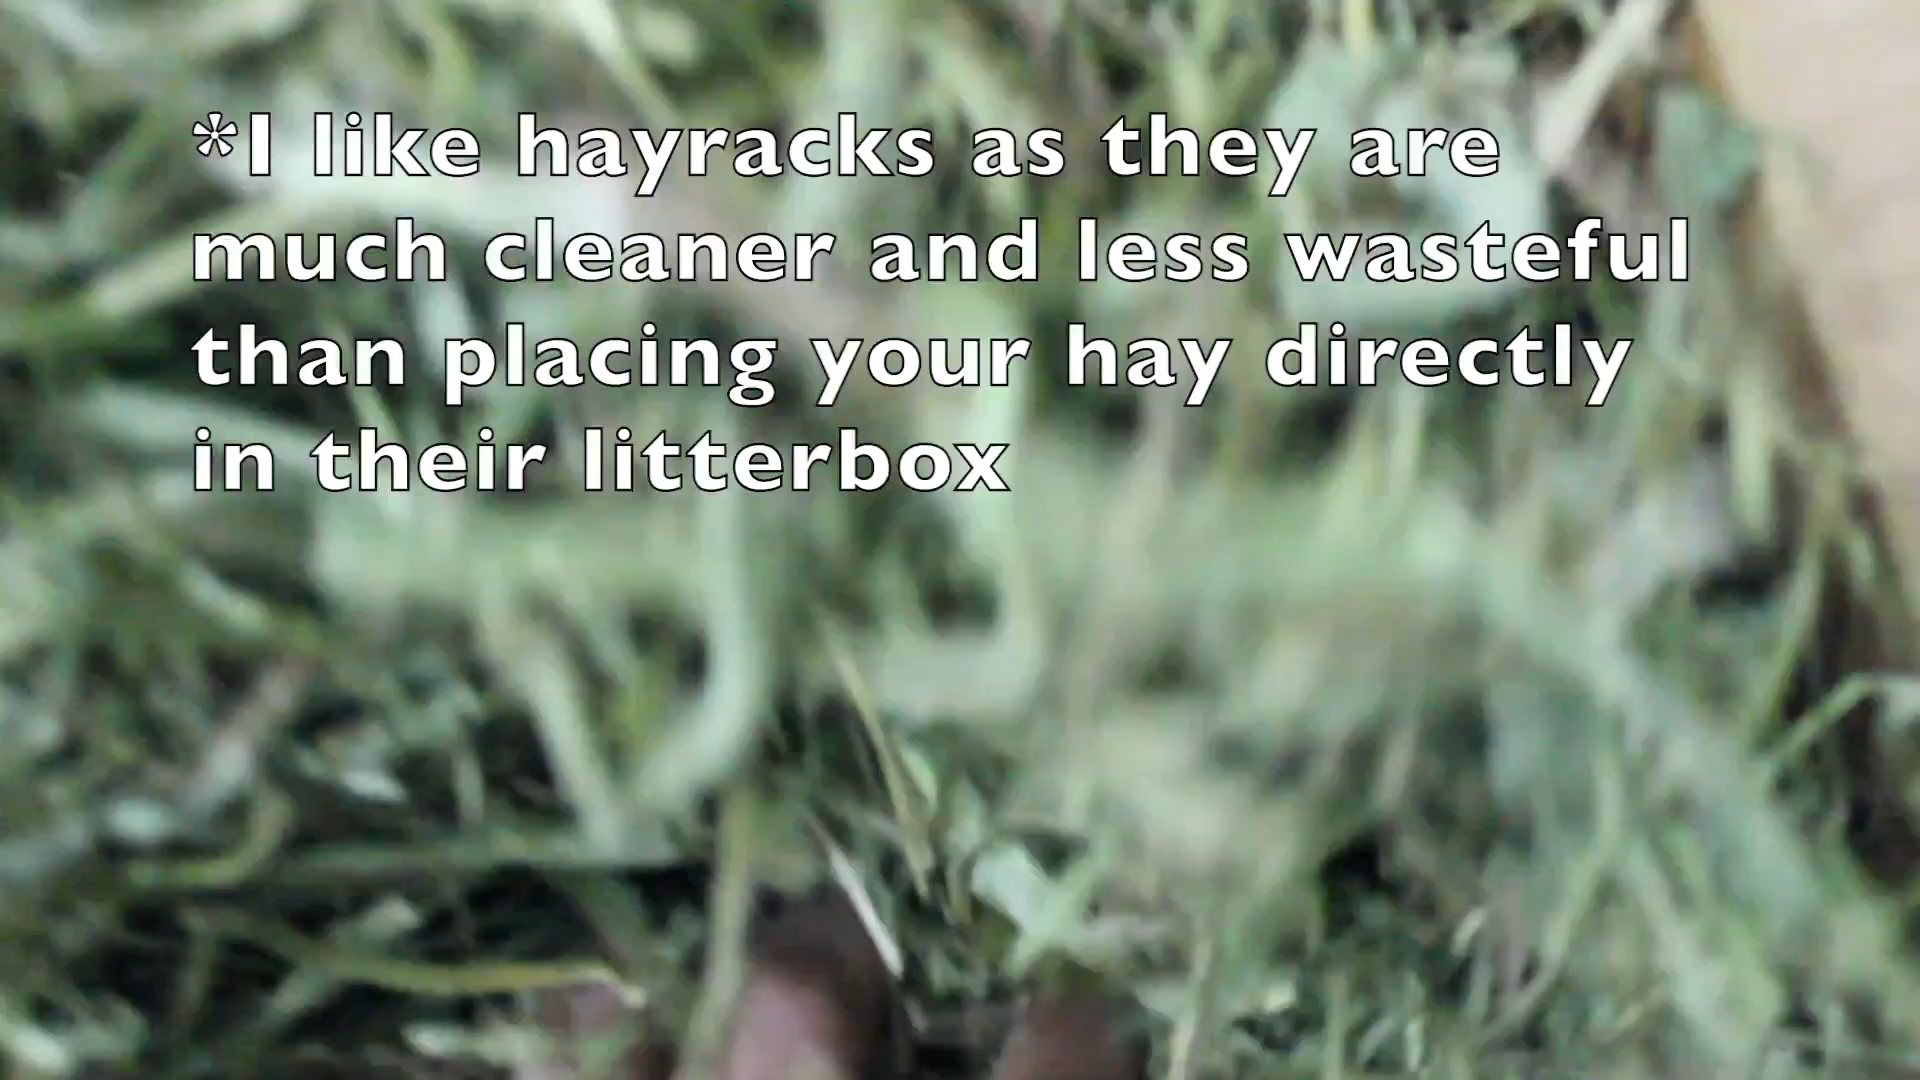 *I like hayracks as they are
much cleaner and less wasteful
than placing your hay directly
in their litterbox